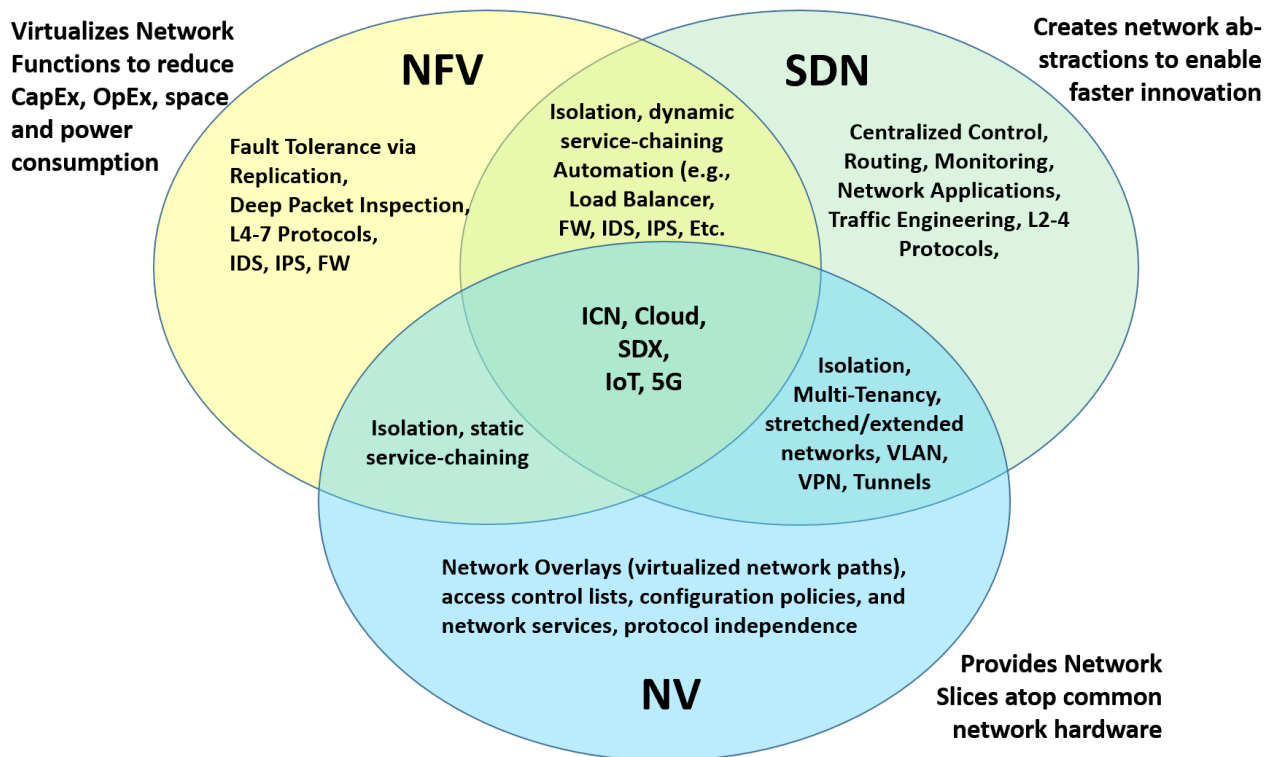 Virtualizes Network
Functions to reduce
CapEx, OpEx, space
and power
consumption
NFV
SDN
Creates network ab-
stractions to enable
faster innovation
Fault Tolerance via
Replication,
Deep Packet Inspection,
L4-7 Protocols,
IDS, IPS, FW
Isolation, dynamic
service-chaining
Automation (e.g.,
Load Balancer,
FW, IDS, IPS, Etc.
Centralized Control,
Routing, Monitoring,
Network Applications,
Traffic Engineering, L2-4
Protocols,
ICN, Cloud,
SDX,
IoT, 5G
Isolation, static
service-chaining
Isolation,
Multi-Tenancy,
stretched/extended
networks, VLAN,
VPN, Tunnels
Network Overlays (virtualized network paths),
access control lists, configuration policies, and
network services, protocol independence
NV
Provides Network
Slices atop common
network hardware